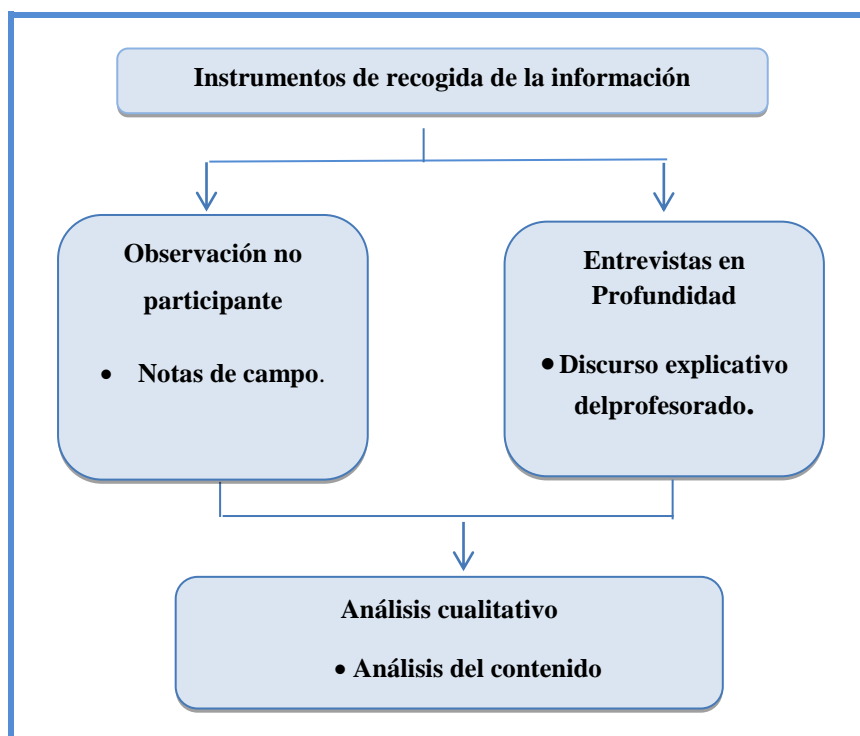 Instrumentos de recogida de la información
Observación no
participante
• Notas de campo.
Entrevistas en
Profundidad
• Discurso explicativo
delprofesorado.
Análisis cualitativo
• Análisis del contenido